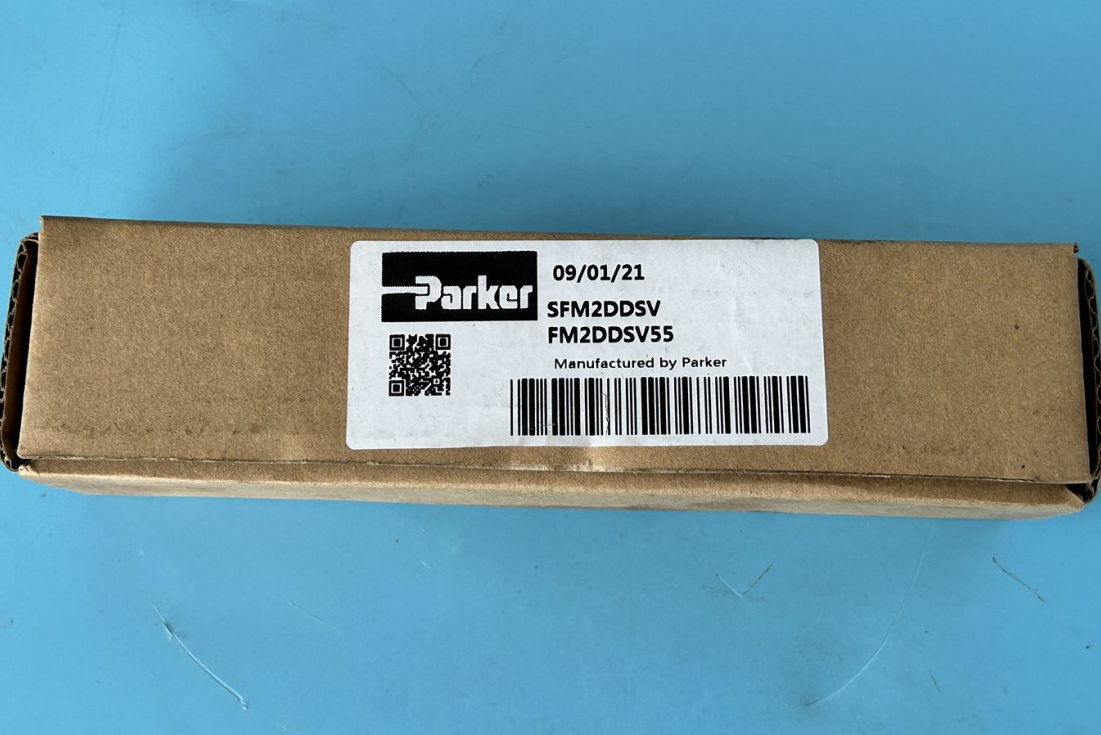 Parker
09/01/21
SFM2DDSV
FM2DDSV55
Manufactured by Parker